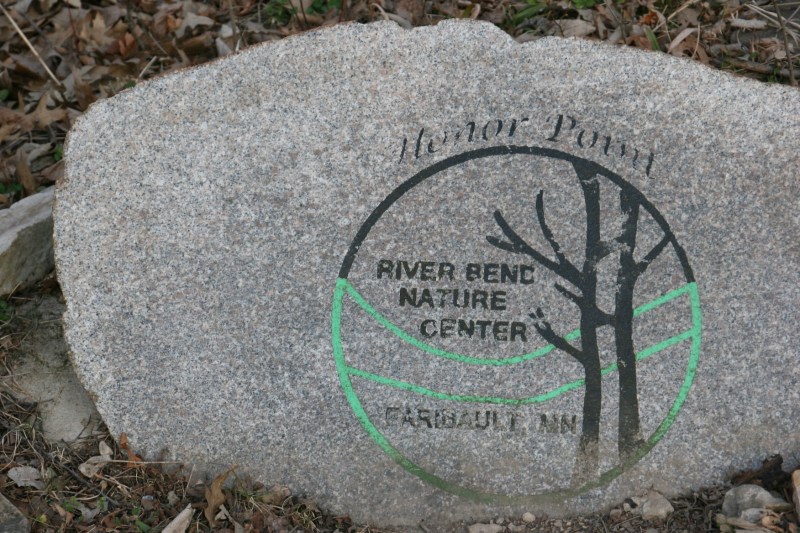 Honor Point
RIVER BEND
NATURE
CENTER
FARIBAULT, MN